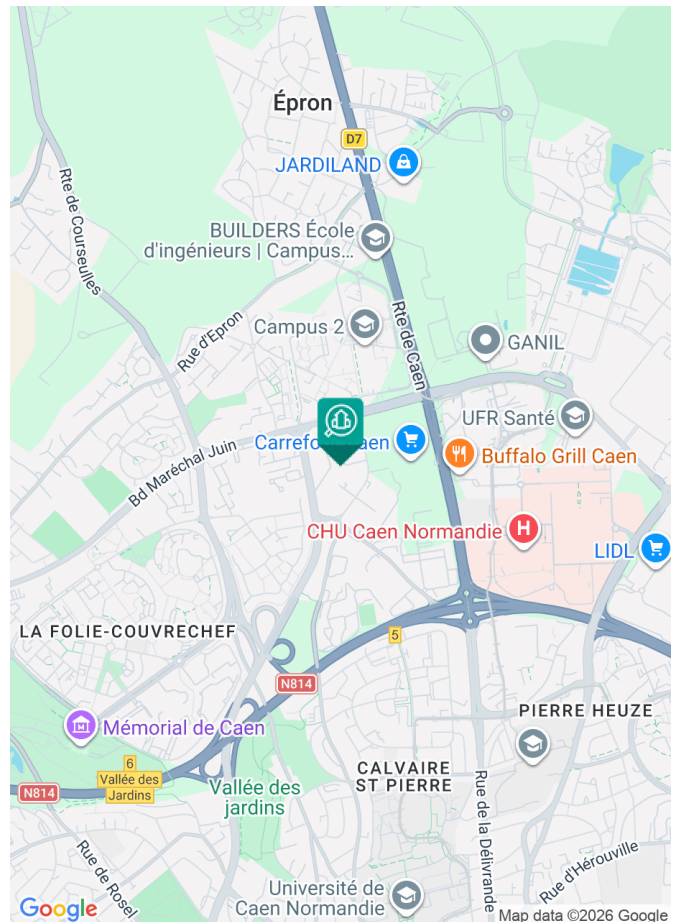 Épron
D7
JARDILAND
Rte de Courseulles
BUILDERS École
d'ingénieurs | Campus...
Rue d'Epron
Campus 2
Rte de Caen
GANIL
UFR Santé
Carrefo
aen
Buffalo Grill Caen
Bd Maréchal Juin
CHU Caen Normandie
H
LIDL
LA FOLIE-COUVRECHEF
5
N814
Mémorial de Caen
PIERRE HEUZE
6
Vallée des
Jardins
N814
Vallée des
jardins
CALVAIRE
ST PIERRE
Rue de la Délivrande
Rue de Rosel
Rue d'Hérouville
Université de
Caen Normandie
Google
Map data ©2026 Google